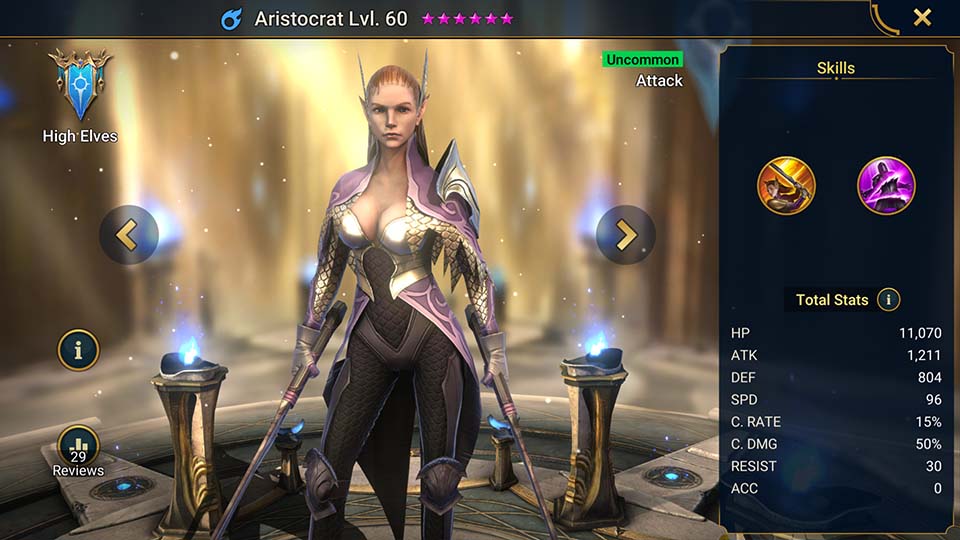 Aristocrat Lvl. 60
High Elves
Uncommon
Attack
Skills
Total Stats
HP 11,070
ATK 1,211
DEF 804
SPD 96
C. RATE 15%
C. DMG 50%
RESIST 30
ACC 0
29
Reviews